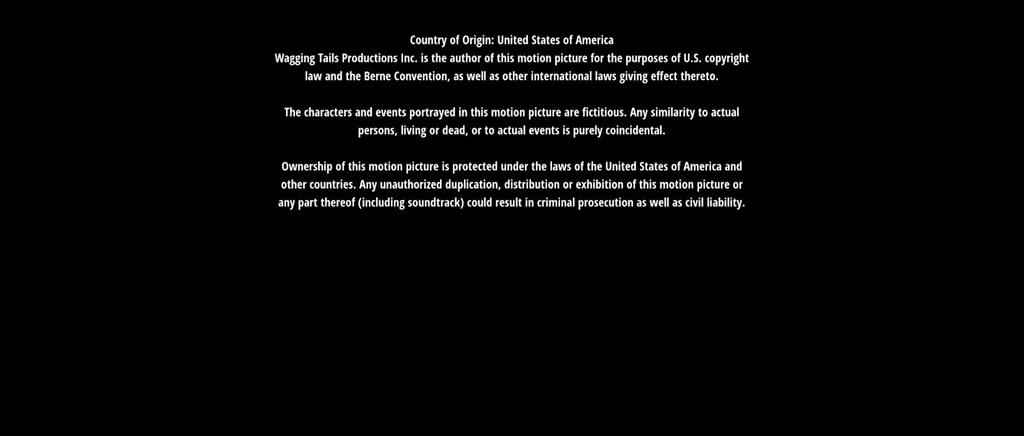 Country of Origin: United States of America
Wagging Tails Productions Inc. is the author of this motion picture for the purposes of U.S. copyright
law and the Berne Convention, as well as other international laws giving effect thereto.
The characters and events portrayed in this motion picture are fictitious. Any similarity to actual
persons, living or dead, or to actual events is purely coincidental.
Ownership of this motion picture is protected under the laws of the United States of America and
other countries. Any unauthorized duplication, distribution or exhibition of this motion picture or
any part thereof (including soundtrack) could result in criminal prosecution as well as civil liability.